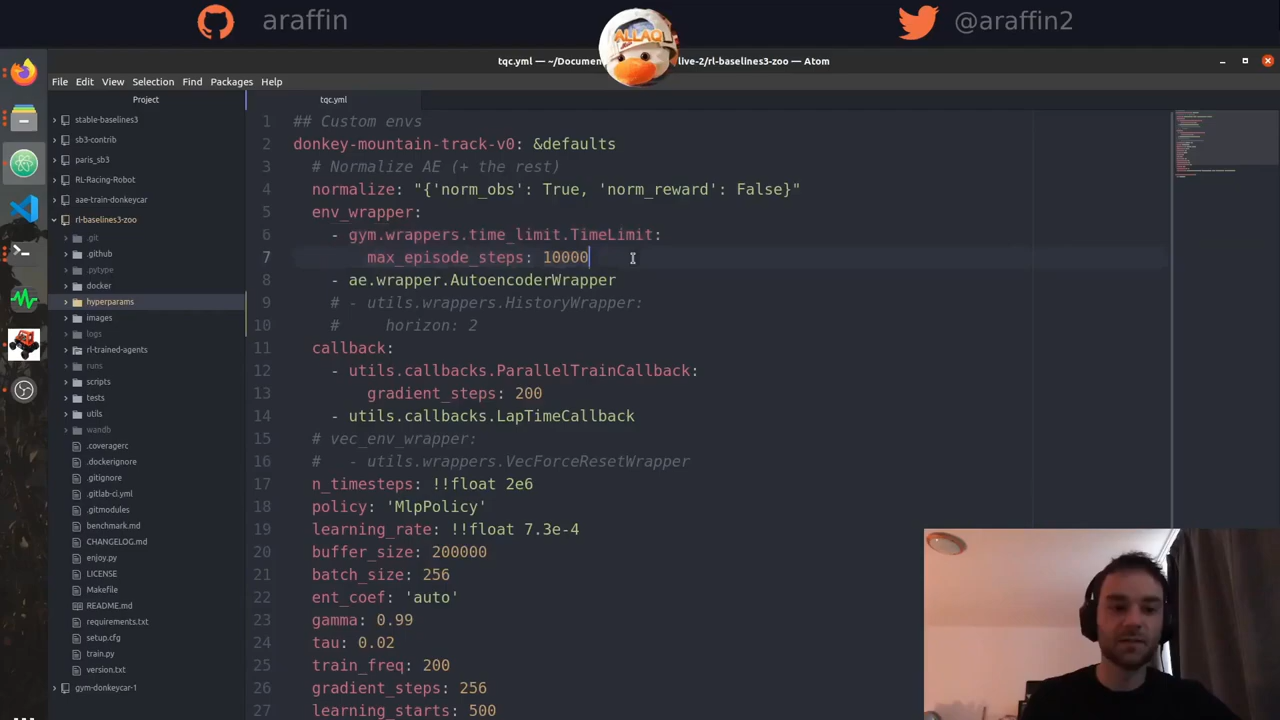 araffin
@araffin2
ALLAQ
tqc.yml — ~/Docum
live-2/rl-baselines3-zoo — Atom
File Edit View Selection Find Packages Help
Project
tqc.yml
stable-baselines3
sb3-contrib
paris_sb3
RL-Racing-Robot
aae-train-donkeycar
rl-baselines3-zoo
.git
.github
.pytype
docker
hyperparams
images
logs
rl-trained-agents
runs
scripts
tests
utils
wandb
.coveragerc
.dockerignore
.gitignore
.gitlab-ci.yml
.gitmodules
benchmark.md
CHANGELOG.md
enjoy.py
LICENSE
Makefile
README.md
requirements.txt
setup.cfg
train.py
version.txt
gym-donkeycar-1
1 ## Custom envs
2 donkey-mountain-track-v0: &defaults
3 # Normalize AE (+ the rest)
4 normalize: "{'norm_obs': True, 'norm_reward': False}"
5 env_wrapper:
6 - gym.wrappers.time_limit.TimeLimit:
7 max_episode_steps: 10000
8 - ae.wrapper.AutoencoderWrapper
9 # - utils.wrappers.HistoryWrapper:
10 # horizon: 2
11 callback:
12 - utils.callbacks.ParallelTrainCallback:
13 gradient_steps: 200
14 - utils.callbacks.LapTimeCallback
15 # vec_env_wrapper:
16 # - utils.wrappers.VecForceResetWrapper
17 n_timesteps: !!float 2e6
18 policy: 'MlpPolicy'
19 learning_rate: !!float 7.3e-4
20 buffer_size: 200000
21 batch_size: 256
22 ent_coef: 'auto'
23 gamma: 0.99
24 tau: 0.02
25 train_freq: 200
26 gradient_steps: 256
27 learning_starts: 500